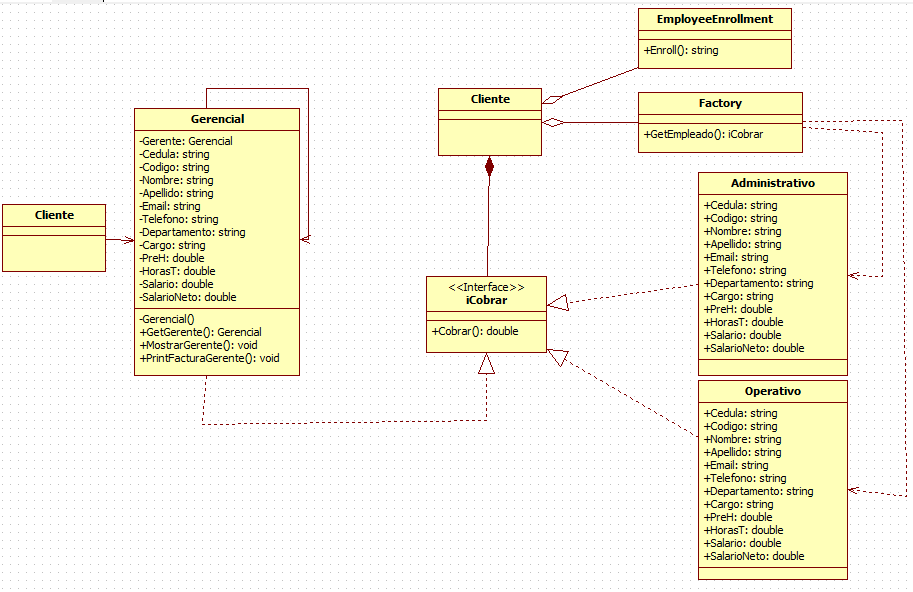 EmployeeEnrollment
+Enroll(): string
Cliente
Factory
+GetEmpleado(): iCobrar
Gerencial
-Gerente: Gerencial
-Cedula: string
-Codigo: string
-Nombre: string
-Apellido: string
-Email: string
-Telefono: string
-Departamento: string
-Cargo: string
-PreH: double
-HorasT: double
-Salario: double
-SalarioNeto: double
-Gerencial()
+GetGerente(): Gerencial
+MostrarGerente(): void
+PrintFacturaGerente(): void
Cliente
<<Interface>>
iCobrar
+Cobrar(): double
Administrativo
+Cedula: string
+Codigo: string
+Nombre: string
+Apellido: string
+Email: string
+Telefono: string
+Departamento: string
+Cargo: string
+PreH: double
+HorasT: double
+Salario: double
+SalarioNeto: double
Operativo
+Cedula: string
+Codigo: string
+Nombre: string
+Apellido: string
+Email: string
+Telefono: string
+Departamento: string
+Cargo: string
+PreH: double
+HorasT: double
+Salario: double
+SalarioNeto: double